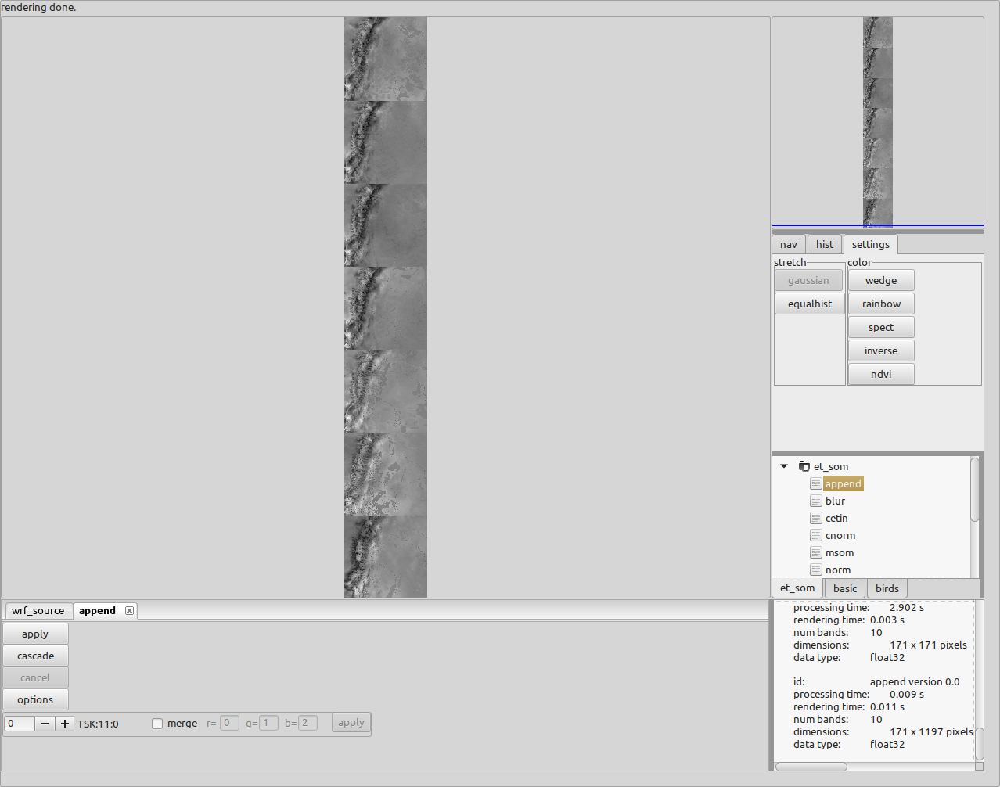 rendering done.
nav hist settings
stretch color
gaussian wedge
equalhist rainbow
spect
inverse
ndvi
et_som
append
blur
cetin
cnorm
msom
norm
et_som basic birds
wrf_source append
apply
cascade
cancel
options
0 − + TSK:11:0 merge r= 0 g= 1 b= 2 apply
processing time: 2.902 s
rendering time: 0.003 s
num bands: 10
dimensions: 171 x 171 pixels
data type: float32
id: append version 0.0
processing time: 0.009 s
rendering time: 0.011 s
num bands: 10
dimensions: 171 x 1197 pixels
data type: float32